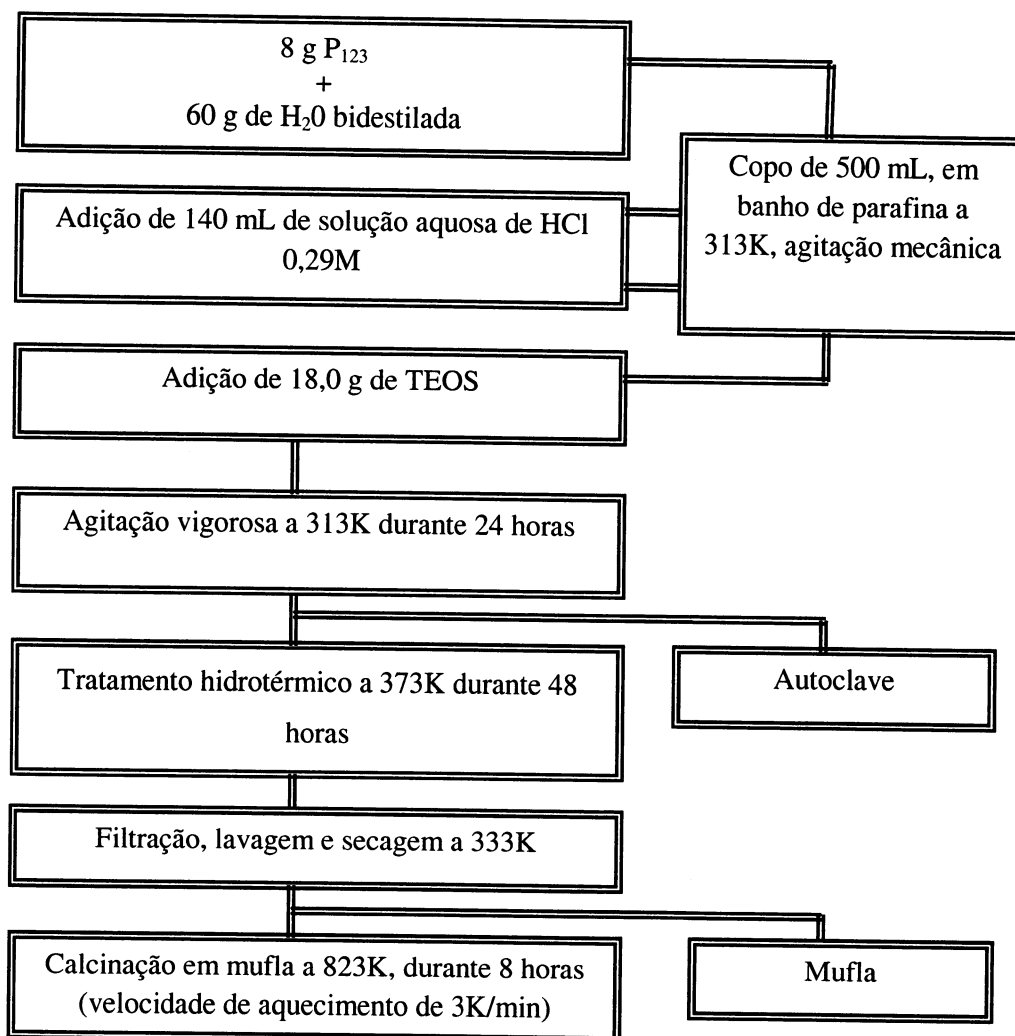 8 g P₁₂₃
+
60 g de H₂0 bidestilada
Copo de 500 mL, em
banho de parafina a
313K, agitação mecânica
Adição de 140 mL de solução aquosa de HCl
0,29M
Adição de 18,0 g de TEOS
Agitação vigorosa a 313K durante 24 horas
Tratamento hidrotérmico a 373K durante 48
horas
Autoclave
Filtração, lavagem e secagem a 333K
Calcinação em mufla a 823K, durante 8 horas
(velocidade de aquecimento de 3K/min)
Mufla